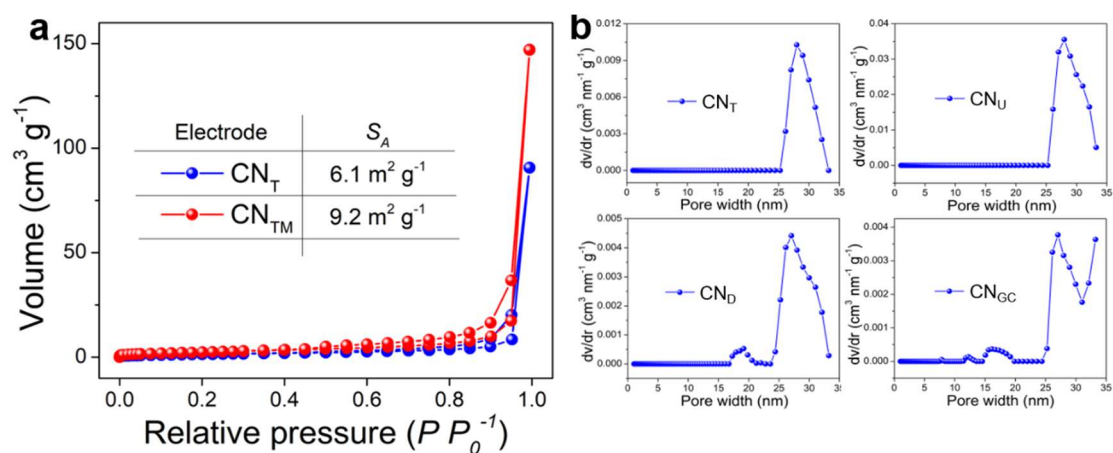 a
Volume (cm³ g⁻¹)
150
100
50
0
Electrode S_A
CN_T 6.1 m² g⁻¹
CN_TM 9.2 m² g⁻¹
0.0 0.2 0.4 0.6 0.8 1.0
Relative pressure (P P₀⁻¹)
b
dv/dr (cm³ nm⁻¹ g⁻¹)
0.012
0.009
0.006
0.003
0.000
CN_T
0 5 10 15 20 25 30 35
Pore width (nm)
dv/dr (cm³ nm⁻¹ g⁻¹)
0.04
0.03
0.02
0.01
0.00
CN_U
0 5 10 15 20 25 30 35
Pore width (nm)
dv/dr (cm³ nm⁻¹ g⁻¹)
0.005
0.004
0.003
0.002
0.001
0.000
CN_D
0 5 10 15 20 25 30 35
Pore width (nm)
dv/dr (cm³ nm⁻¹ g⁻¹)
0.004
0.003
0.002
0.001
0.000
CN_GC
0 5 10 15 20 25 30 35
Pore width (nm)